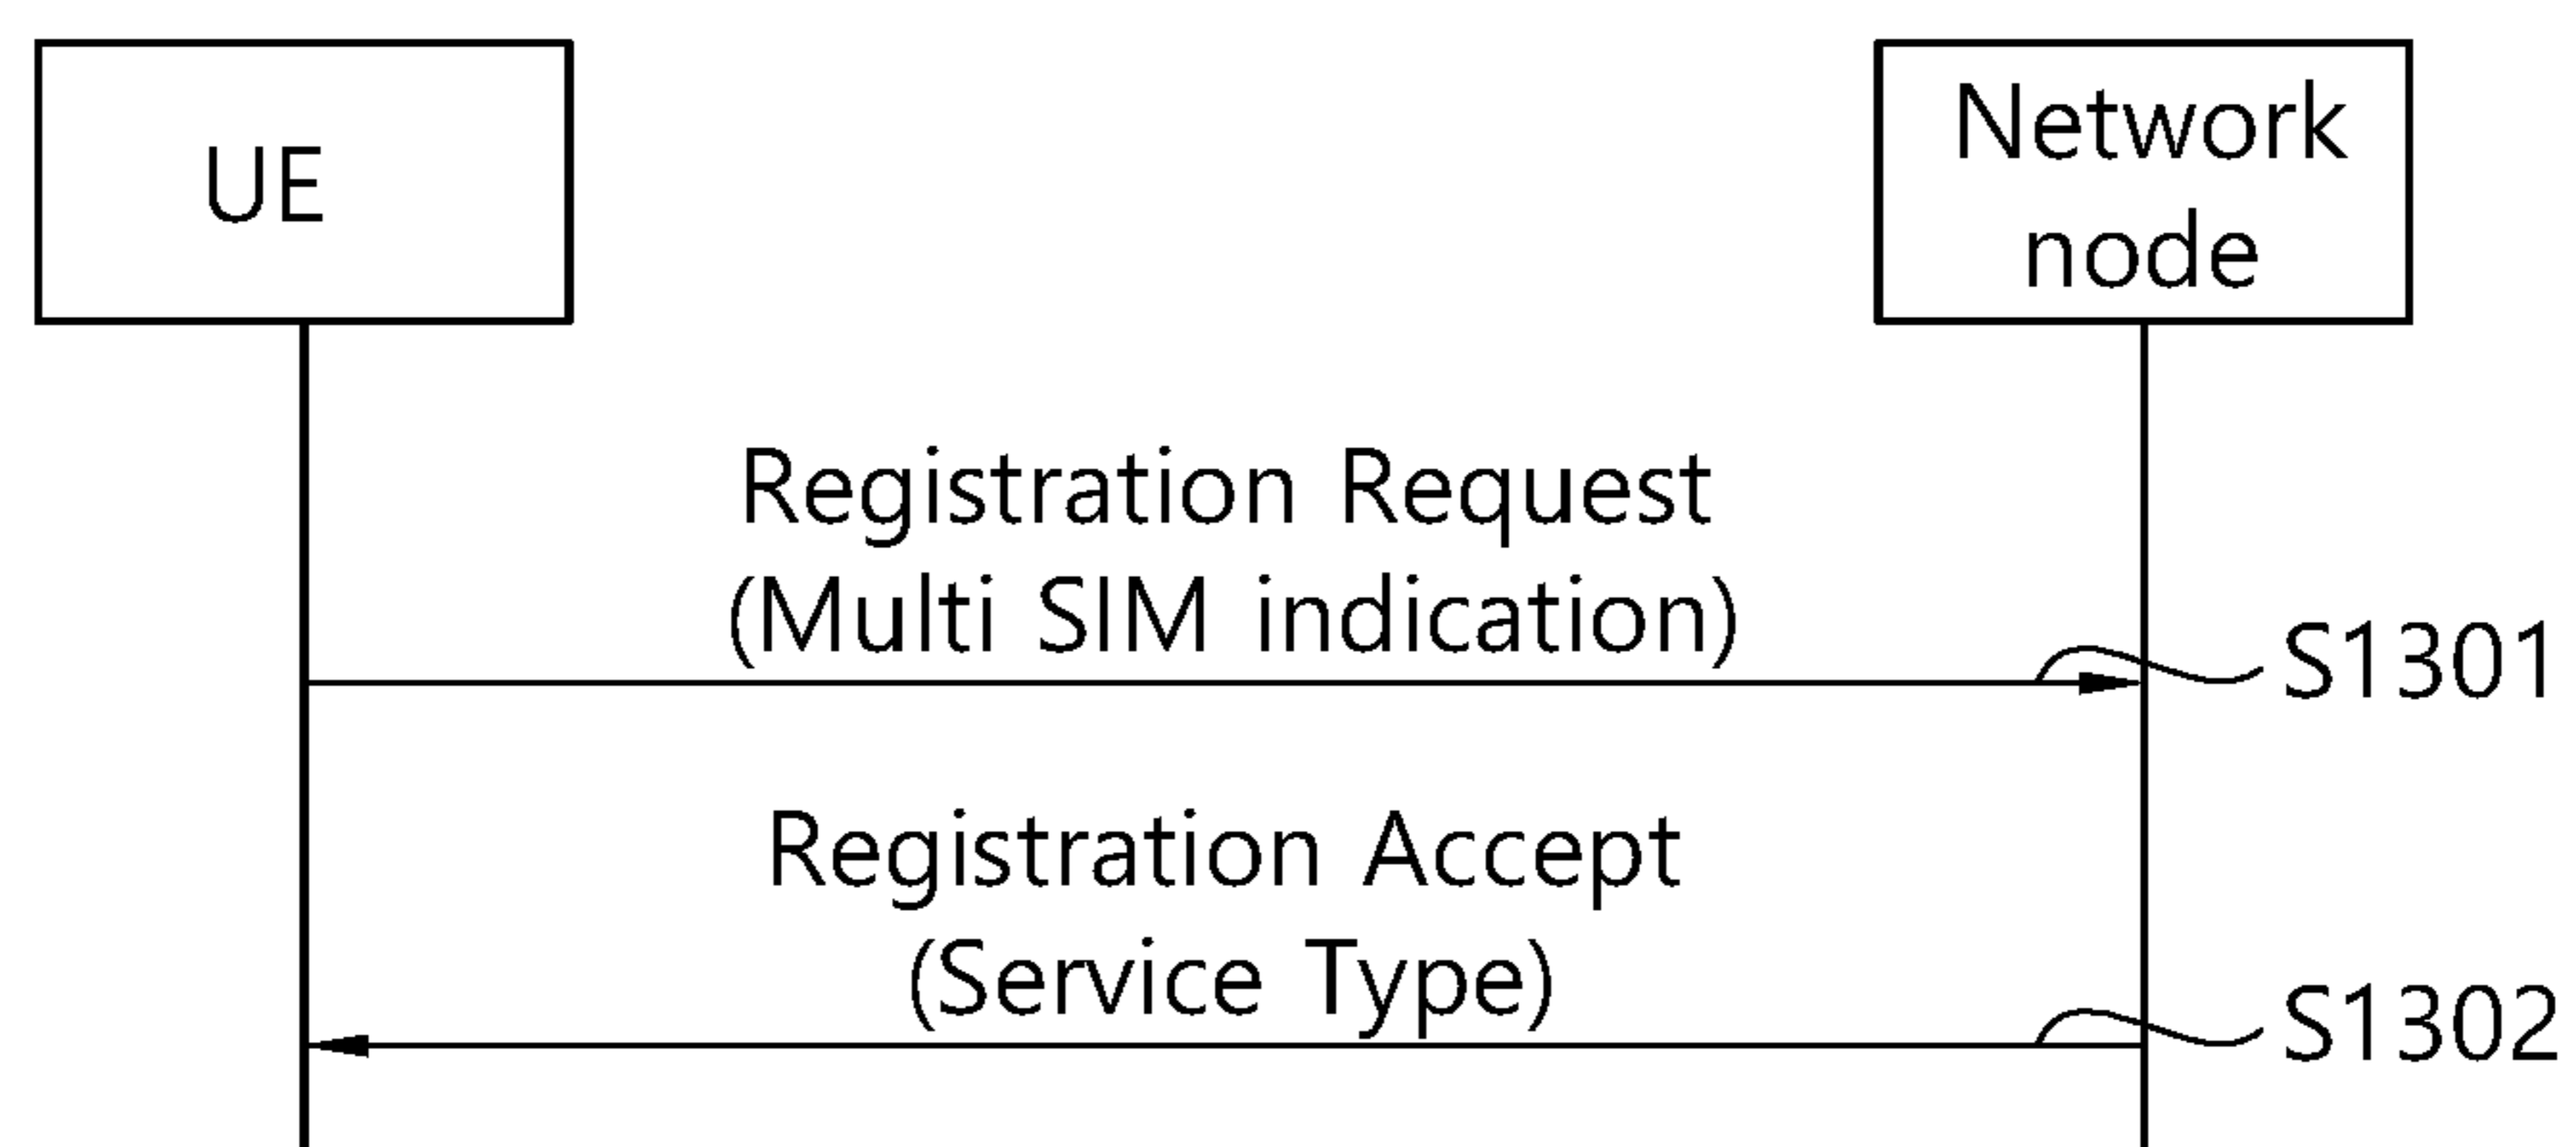 UE
Network
node
Registration Request
(Multi SIM indication)
S1301
Registration Accept
(Service Type)
S1302